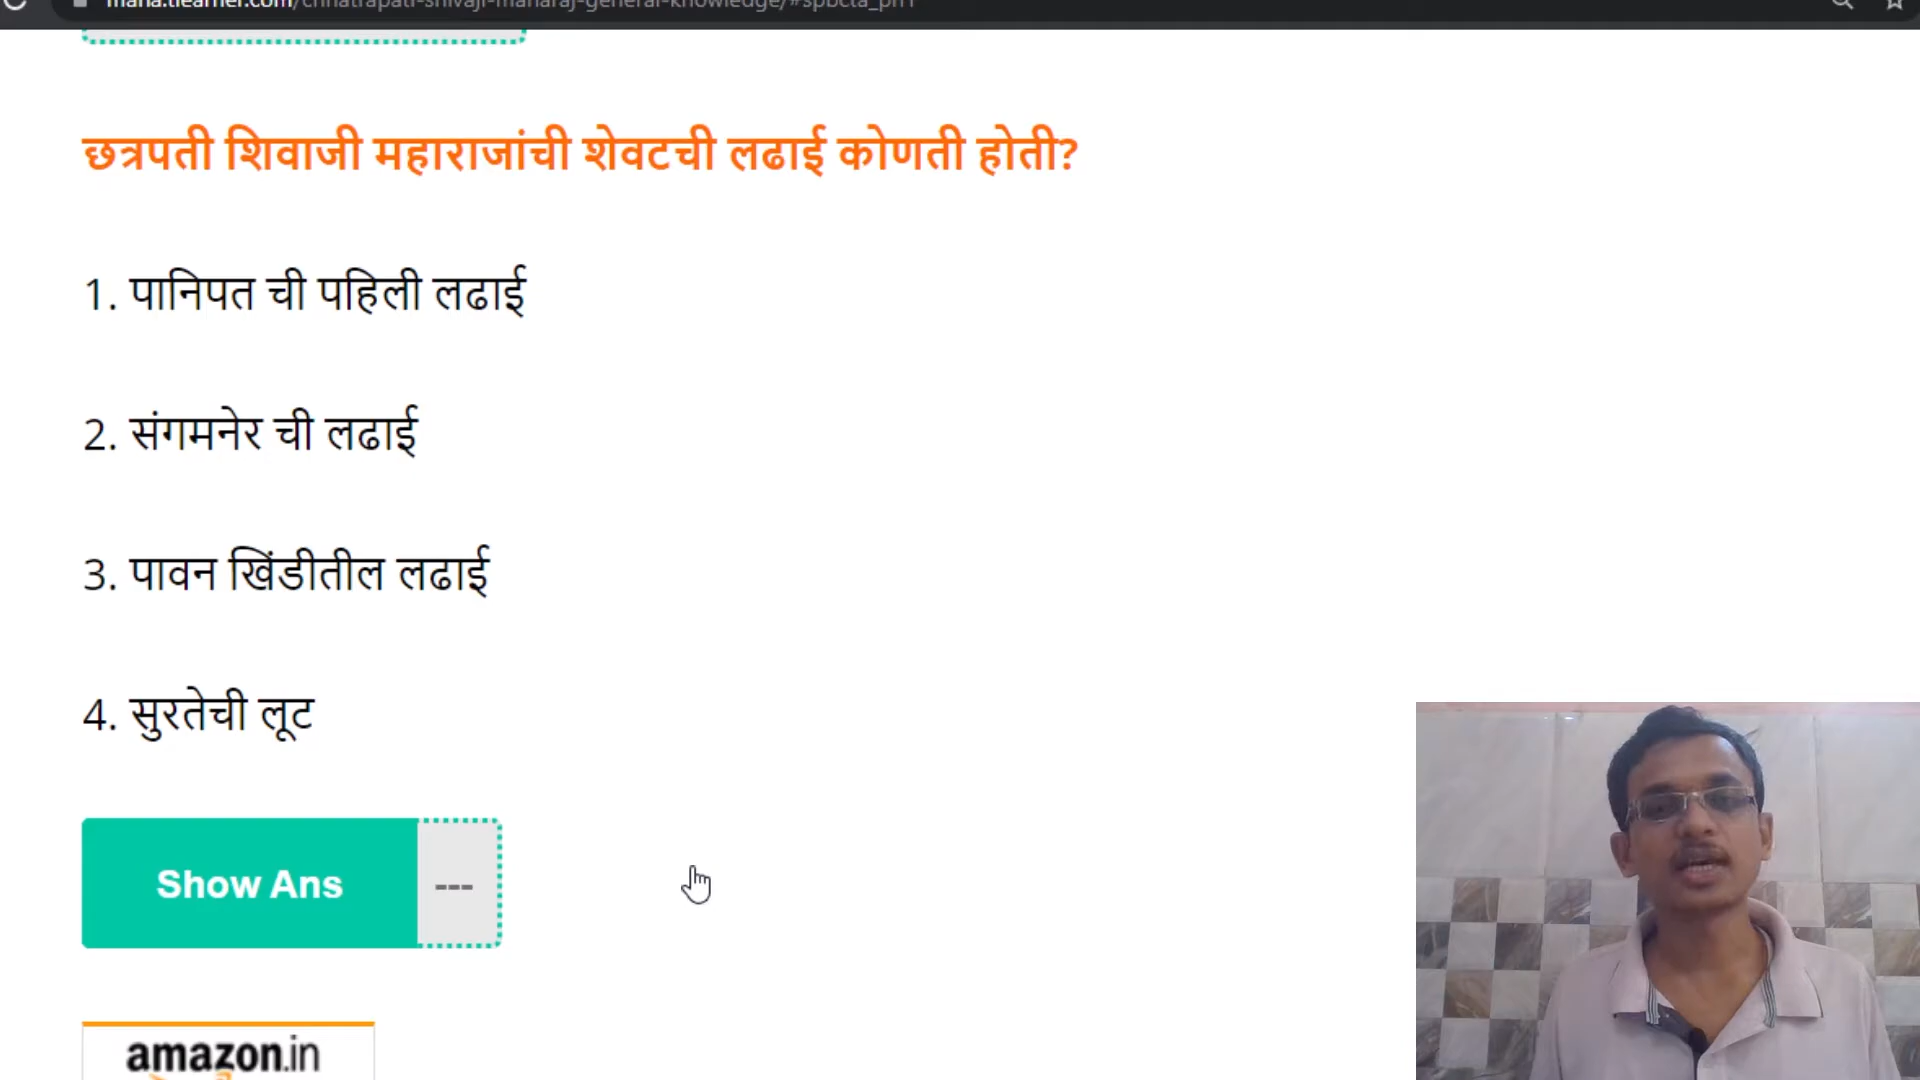 छत्रपती शिवाजी महाराजांची शेवटची लढाई कोणती होती?
1. पानिपत ची पहिली लढाई
2. संगमनेर ची लढाई
3. पावन खिंडीतील लढाई
4. सुरतेची लूट
Show Ans ---
amazon.in